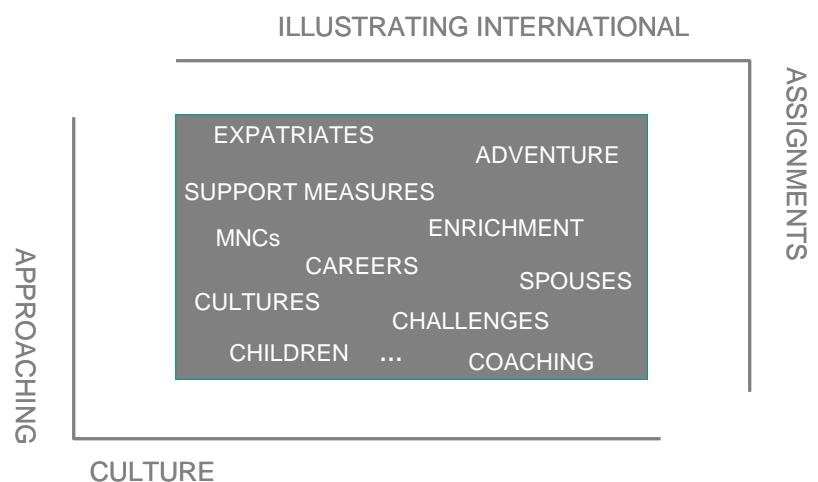 ILLUSTRATING INTERNATIONAL
ASSIGNMENTS
APPROACHING
CULTURE
EXPATRIATES
ADVENTURE
SUPPORT MEASURES
ENRICHMENT
MNCs
CAREERS
SPOUSES
CULTURES
CHALLENGES
CHILDREN ...
COACHING